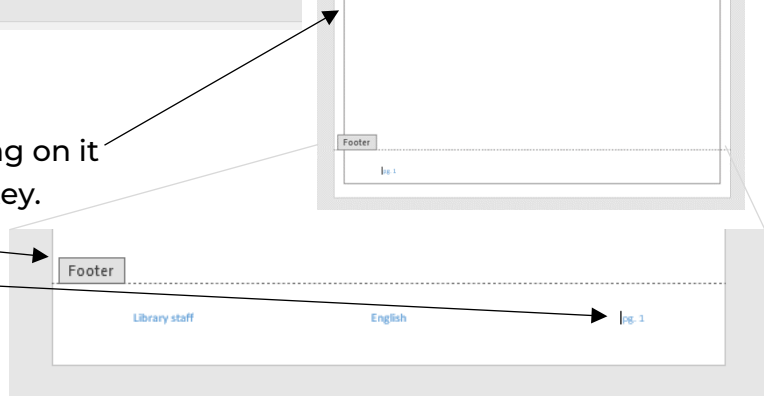 ng on it
ey.
Footer
pg. 1
Footer
Library staff English pg. 1